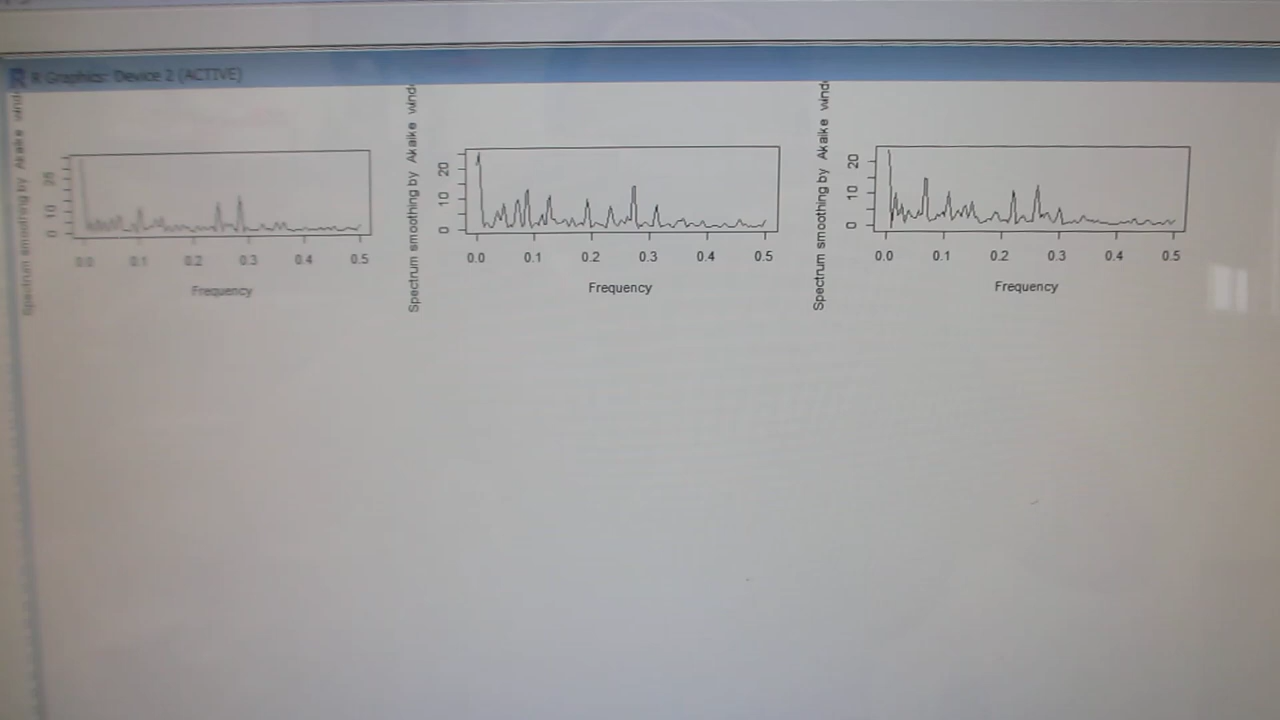 R Graphics: Device 2 (ACTIVE)
Spectrum smoothing by Akaike wind
0 10 25
0.0 0.1 0.2 0.3 0.4 0.5
Frequency
Spectrum smoothing by Akaike wind
0 10 20
0.0 0.1 0.2 0.3 0.4 0.5
Frequency
Spectrum smoothing by Akaike wind
0 10 20
0.0 0.1 0.2 0.3 0.4 0.5
Frequency